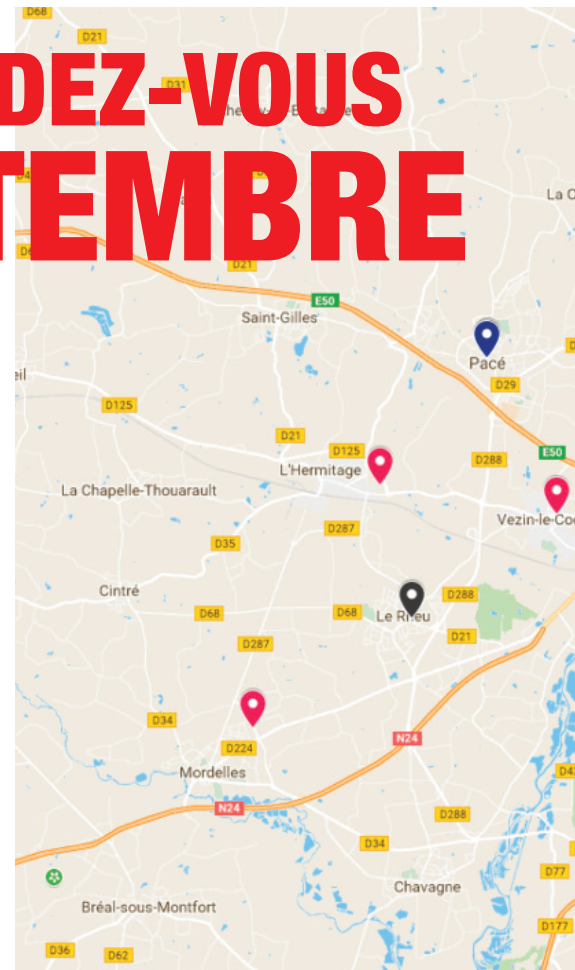 D68
D21
D31
DEZ-VOUS
TEMBRE
La C
D21
E50
Saint-Gilles
Pacé
D29
eil
D125
D21
D125
L'Hermitage
D288
E50
La Chapelle-Thouarault
Vezin-le-Coq
D287
D35
Cintré
D68
D68
D288
Le Rheu
D21
D287
D34
D224
N24
Mordelles
N24
D288
D34
D77
Chavagne
Bréal-sous-Montfort
D177
D36
D62